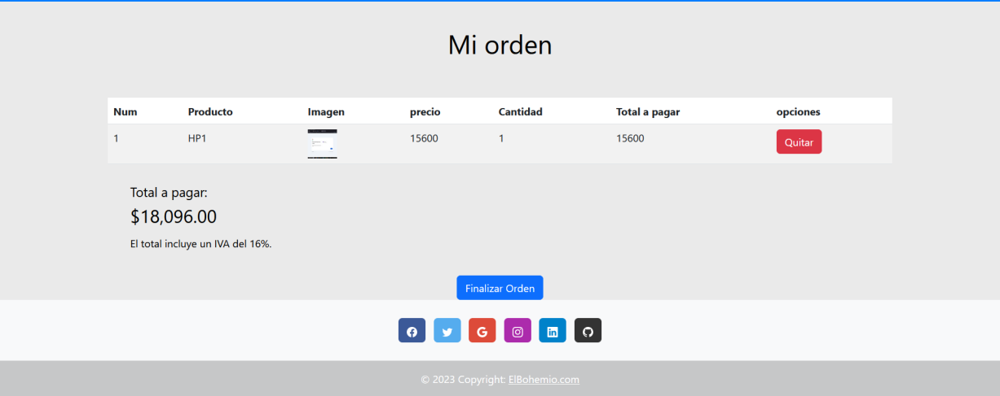 Mi orden
Num Producto Imagen precio Cantidad Total a pagar opciones
1 HP1 15600 1 15600 Quitar
Total a pagar:
$18,096.00
El total incluye un IVA del 16%.
Finalizar Orden
© 2023 Copyright: ElBohemio.com